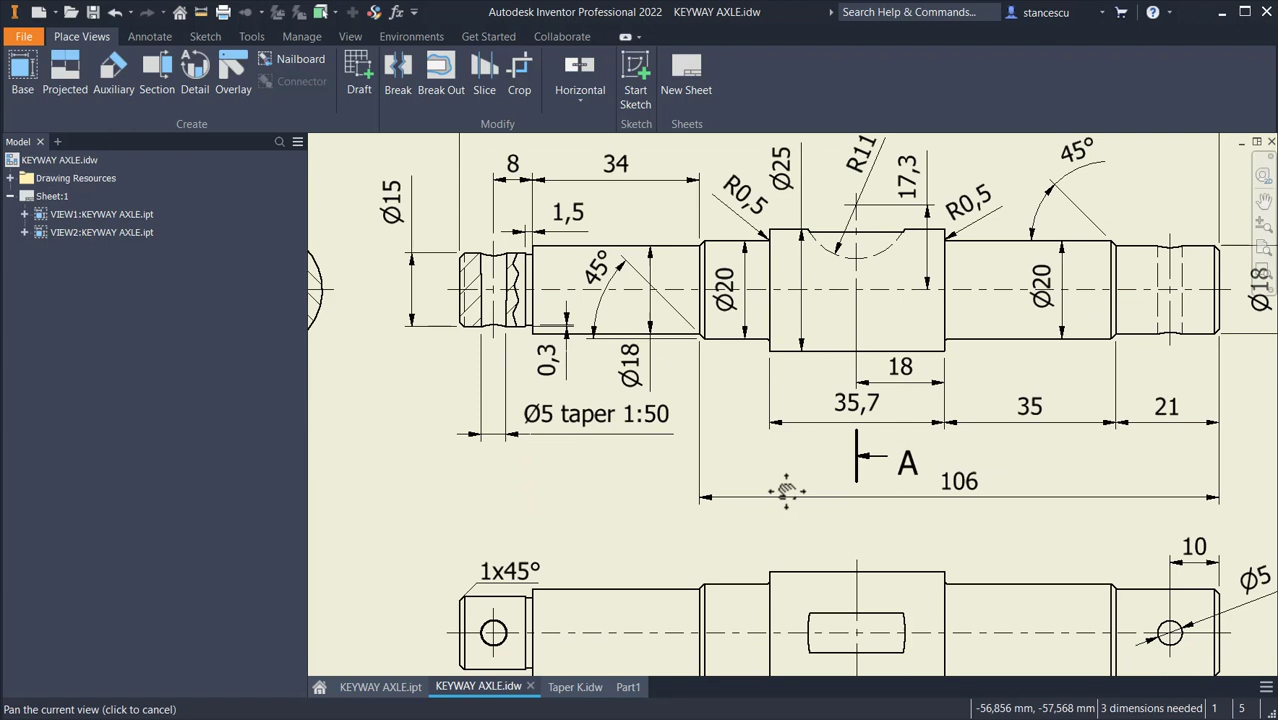 Autodesk Inventor Professional 2022 KEYWAY AXLE.idw
Search Help & Commands...
stancescu
File Place Views Annotate Sketch Tools Manage View Environments Get Started Collaborate
Base
Projected
Auxiliary
Section
Detail
Overlay
Nailboard
Connector
Draft
Break
Break Out
Slice
Crop
Horizontal
Start Sketch
New Sheet
Create
Modify
Sketch
Sheets
Model
KEYWAY AXLE.idw
Drawing Resources
Sheet:1
VIEW1:KEYWAY AXLE.ipt
VIEW2:KEYWAY AXLE.ipt
8
34
Ø15
1,5
R0,5
Ø25
R11
17,3
R0,5
45°
45°
Ø20
Ø20
Ø18
0,3
Ø18
18
Ø5 taper 1:50
35,7
35
21
A
106
1x45°
10
Ø5
KEYWAY AXLE.ipt
KEYWAY AXLE.idw
Taper K.idw
Part1
Pan the current view (click to cancel)
-56,856 mm, -57,568 mm
3 dimensions needed
1
5